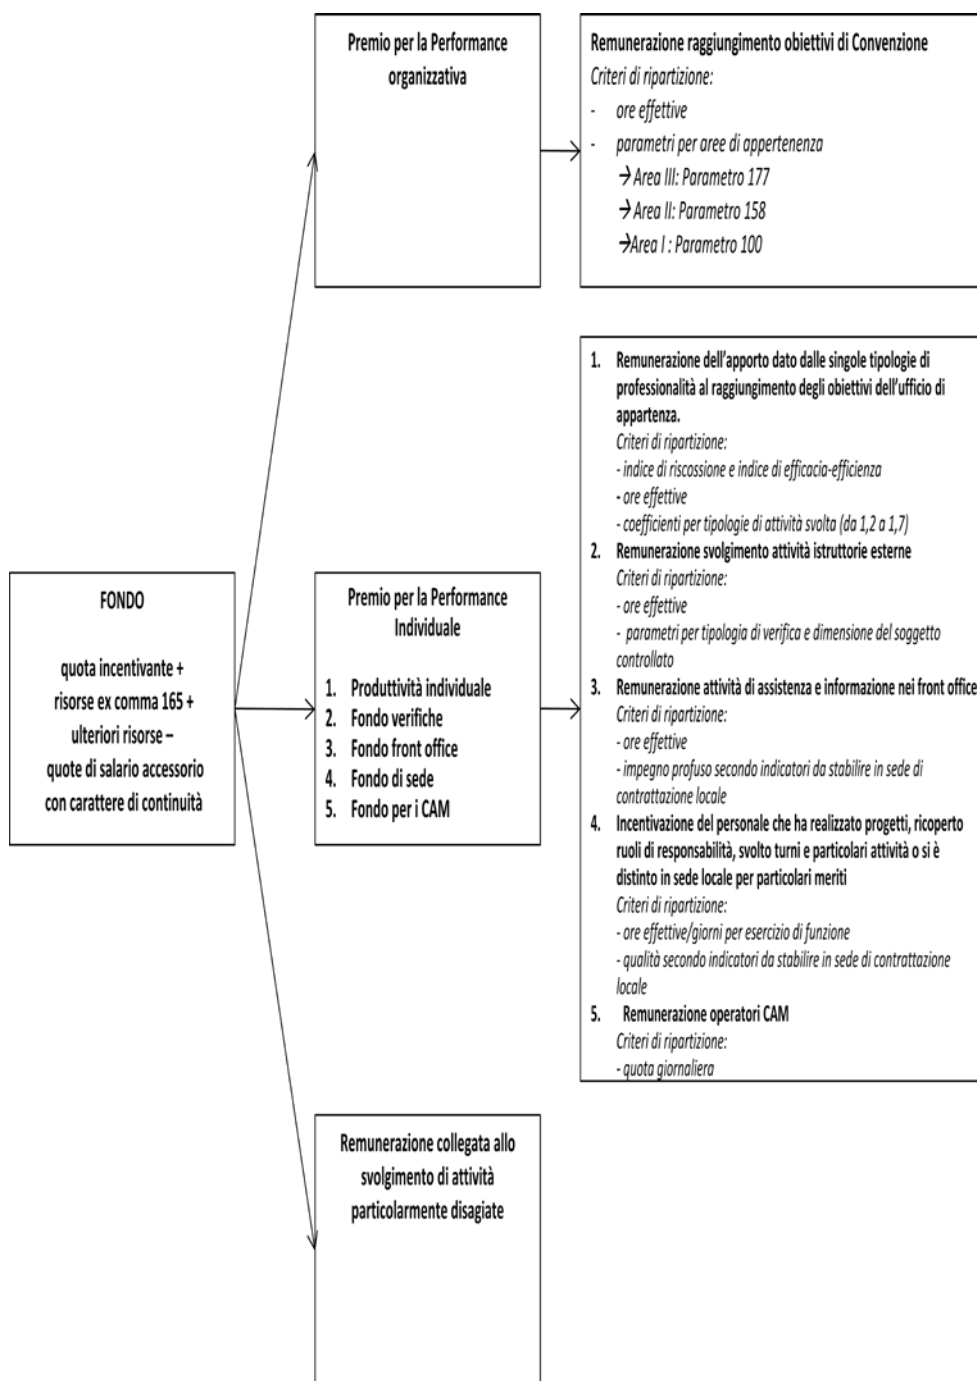 Premio per la Performance
organizzativa
Remunerazione raggiungimento obiettivi di Convenzione
Criteri di ripartizione:
- ore effettive
- parametri per aree di appertenenza
→ Area III: Parametro 177
→ Area II: Parametro 158
→Area I : Parametro 100
FONDO
quota incentivante +
risorse ex comma 165 +
ulteriori risorse –
quote di salario accessorio
con carattere di continuità
Premio per la Performance
Individuale
1. Produttività individuale
2. Fondo verifiche
3. Fondo front office
4. Fondo di sede
5. Fondo per i CAM
1. Remunerazione dell'apporto dato dalle singole tipologie di
professionalità al raggiungimento degli obiettivi dell'ufficio di
appartenza.
Criteri di ripartizione:
- indice di riscossione e indice di efficacia-efficienza
- ore effettive
- coefficienti per tipologie di attività svolta (da 1,2 a 1,7)
2. Remunerazione svolgimento attività istruttorie esterne
Criteri di ripartizione:
- ore effettive
- parametri per tipologia di verifica e dimensione del soggetto
controllato
3. Remunerazione attività di assistenza e informazione nei front office
Criteri di ripartizione:
- ore effettive
- impegno profuso secondo indicatori da stabilire in sede di
contrattazione locale
4. Incentivazione del personale che ha realizzato progetti, ricoperto
ruoli di responsabilità, svolto turni e particolari attività o si è
distinto in sede locale per particolari meriti
Criteri di ripartizione:
- ore effettive/giorni per esercizio di funzione
- qualità secondo indicatori da stabilire in sede di contrattazione
locale
5. Remunerazione operatori CAM
Criteri di ripartizione:
- quota giornaliera
Remunerazione collegata allo
svolgimento di attività
particolarmente disagiate